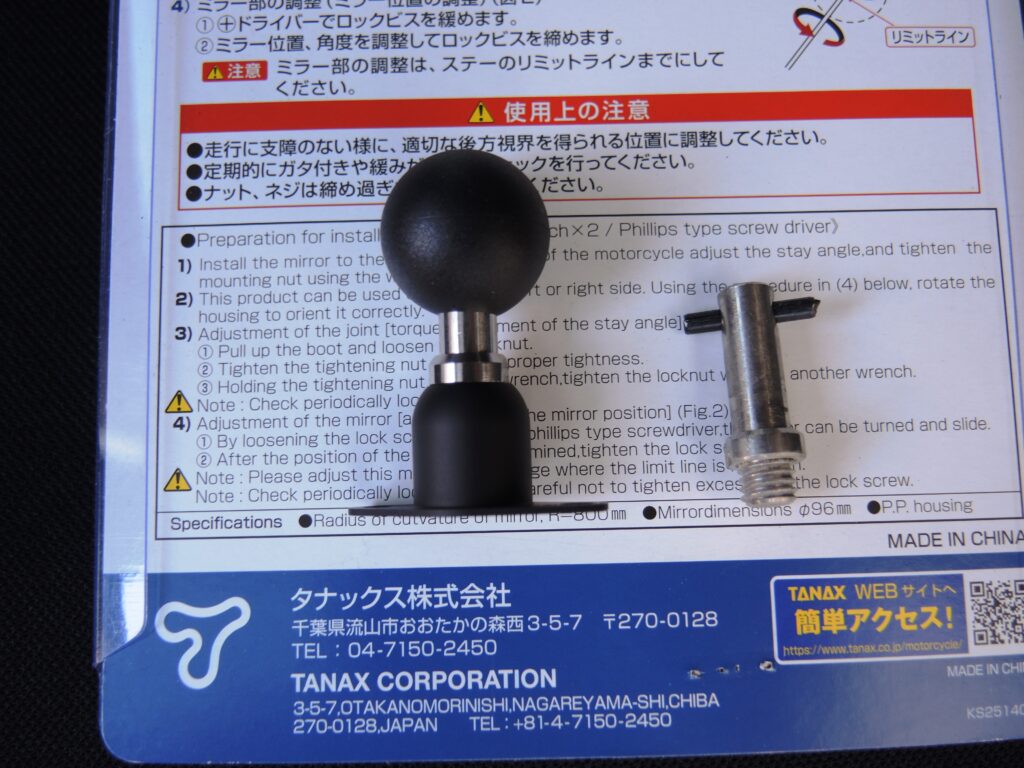 4) ミラー部の調整(ミラー位置の調整)(図2)
① ⊕ドライバーでロックビスを緩めます。
② ミラー位置、角度を調整してロックビスを締めます。
リミットライン
注意 ミラー部の調整は、ステーのリミットラインまでにして
ください。
使用上の注意
●走行に支障のない様に、適切な後方視界を得られる位置に調整してください。
●定期的にガタ付きや緩み ックを行ってください。
●ナット、ネジは締め過ぎ ください。
●Preparation for install ch×2 / Phillips type screw driver》
1) Install the mirror to the of the motorcycle adjust the stay angle,and tighten the
mounting nut using the
2) This product can be used or right side. Using the in (4) below, rotate the
housing to orient it correctly.
3) Adjustment of the joint [torque ment of the stay angle]
① Pull up the boot and loosen knut.
② Tighten the tightening nut proper tightness.
③ Holding the tightening nut wrench,tighten the locknut another wrench.
Note : Check periodically
4) Adjustment of the mirror the mirror position] (Fig.2)
① By loosening the lock phillips type screwdriver, can be turned and slide.
② After the position of the mined,tighten the lock
Note : Please adjust this where the limit line is
Note : Check periodically careful not to tighten the lock screw.
Specifications ●Radius of cutvature of mirror, R=800㎜ ●Mirrordimensions φ96㎜ ●P.P. housing
MADE IN CHINA
タナックス株式会社
千葉県流山市おおたかの森西3-5-7 〒270-0128
TEL : 04-7150-2450
TANAX CORPORATION
3-5-7,OTAKANOMORINISHI,NAGAREYAMA-SHI,CHIBA
270-0128,JAPAN TEL : +81-4-7150-2450
TANAX WEBサイトへ
簡単アクセス!
https://www.tanax.co.jp/motorcycle/
MADE IN CHI
KS25140